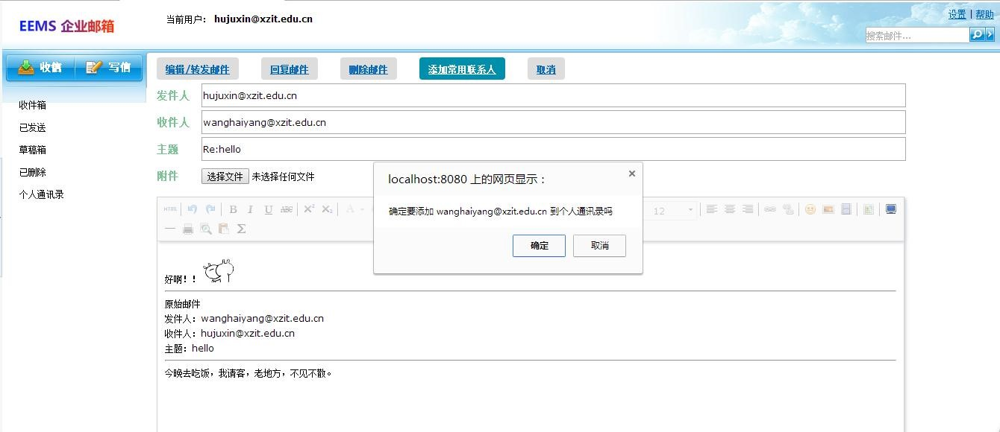 EEMS 企业邮箱
当前用户： hujuxin@xzit.edu.cn
设置 | 帮助
搜索邮件...
收信 写信
编辑/转发邮件 回复邮件 删除邮件 添加常用联系人 取消
收件箱
已发送
草稿箱
已删除
个人通讯录
发件人 hujuxin@xzit.edu.cn
收件人 wanghaiyang@xzit.edu.cn
主题 Re:hello
附件 选择文件 未选择任何文件
localhost:8080 上的网页显示：
确定要添加 wanghaiyang@xzit.edu.cn 到个人通讯录吗
确定 取消
HTML B I U ABC X² X₂ A 12
Σ
好啊！！
原始邮件
发件人：wanghaiyang@xzit.edu.cn
收件人：hujuxin@xzit.edu.cn
主题：hello
今晚去吃饭，我请客，老地方，不见不散。